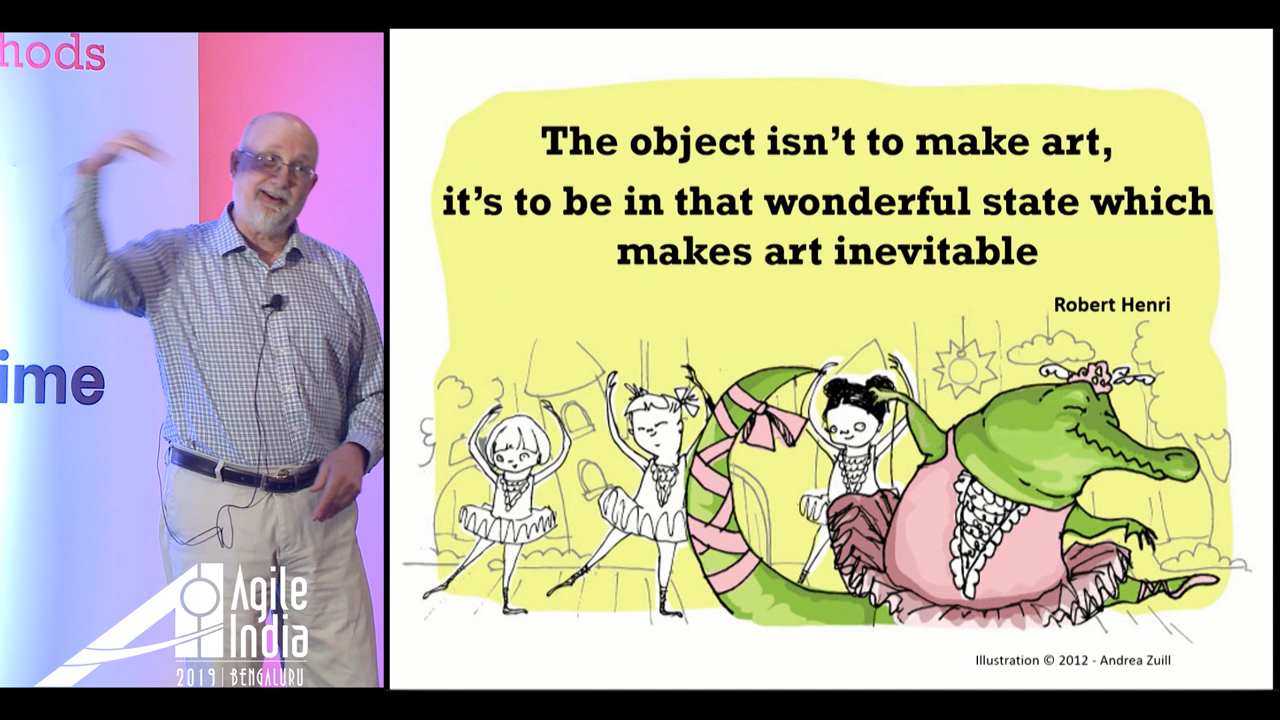 hods
ime
Agile
India
2019 | BENGALURU
The object isn't to make art,
it's to be in that wonderful state which
makes art inevitable
Robert Henri
Illustration © 2012 - Andrea Zuill